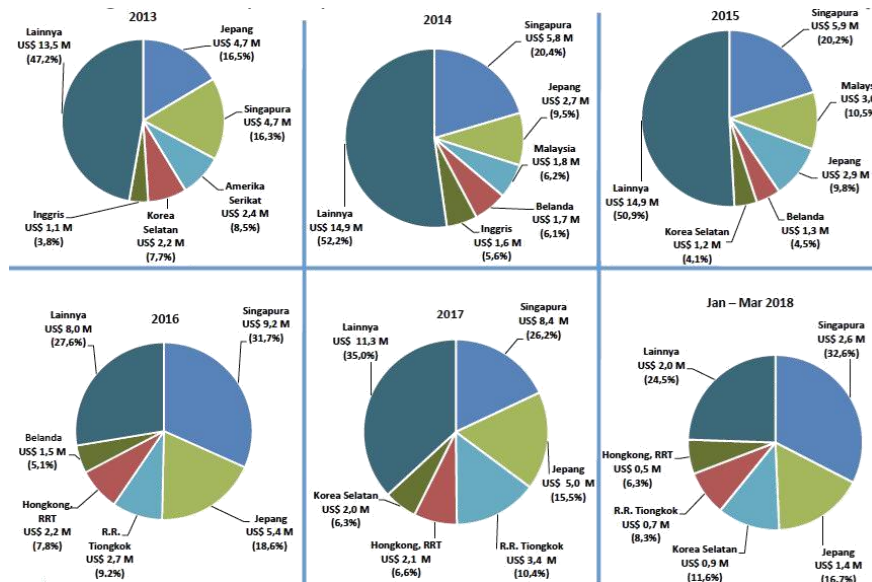 2013
Lainnya
US$ 13,5 M
(47,2%)
Jepang
US$ 4,7 M
(16,5%)
Singapura
US$ 4,7 M
(16,3%)
Amerika
Serikat
US$ 2,4 M
(8,5%)
Korea
Selatan
US$ 2,2 M
(7,7%)
Inggris
US$ 1,1 M
(3,8%)
2014
Singapura
US$ 5,8 M
(20,4%)
Jepang
US$ 2,7 M
(9,5%)
Malaysia
US$ 1,8 M
(6,2%)
Belanda
US$ 1,7 M
(6,1%)
Inggris
US$ 1,6 M
(5,6%)
Lainnya
US$ 14,9 M
(52,2%)
2015
Singapura
US$ 5,9 M
(20,2%)
Malays
US$ 3,0
(10,5%
Jepang
US$ 2,9 M
(9,8%)
Belanda
US$ 1,3 M
(4,5%)
Korea Selatan
US$ 1,2 M
(4,1%)
Lainnya
US$ 14,9 M
(50,9%)
2016
Lainnya
US$ 8,0 M
(27,6%)
Singapura
US$ 9,2 M
(31,7%)
Belanda
US$ 1,5 M
(5,1%)
Hongkong,
RRT
US$ 2,2 M
(7,8%)
R.R.
Tiongkok
US$ 2,7 M
(9.2%)
Jepang
US$ 5,4 M
(18,6%)
2017
Lainnya
US$ 11,3 M
(35,0%)
Singapura
US$ 8,4 M
(26,2%)
Jepang
US$ 5,0 M
(15,5%)
Korea Selatan
US$ 2,0 M
(6,3%)
Hongkong, RRT
US$ 2,1 M
(6,6%)
R.R. Tiongkok
US$ 3,4 M
(10,4%)
Jan – Mar 2018
Singapura
US$ 2,6 M
(32,6%)
Lainnya
US$ 2,0 M
(24,5%)
Hongkong, RRT
US$ 0,5 M
(6,3%)
R.R. Tiongkok
US$ 0,7 M
(8,3%)
Korea Selatan
US$ 0,9 M
(11,6%)
Jepang
US$ 1,4 M
(16,7%)